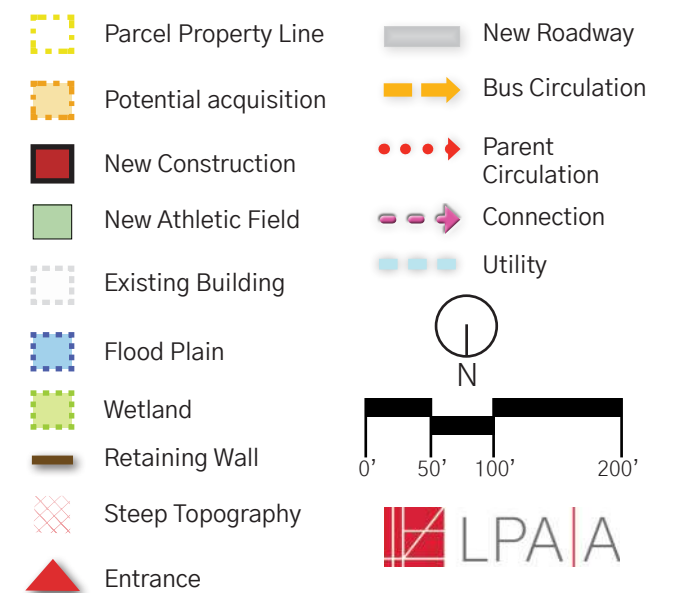 Parcel Property Line
Potential acquisition
New Construction
New Athletic Field
Existing Building
Flood Plain
Wetland
Retaining Wall
Steep Topography
Entrance
New Roadway
Bus Circulation
Parent
Circulation
Connection
Utility
N
0’ 50’ 100’ 200’
LPA|A